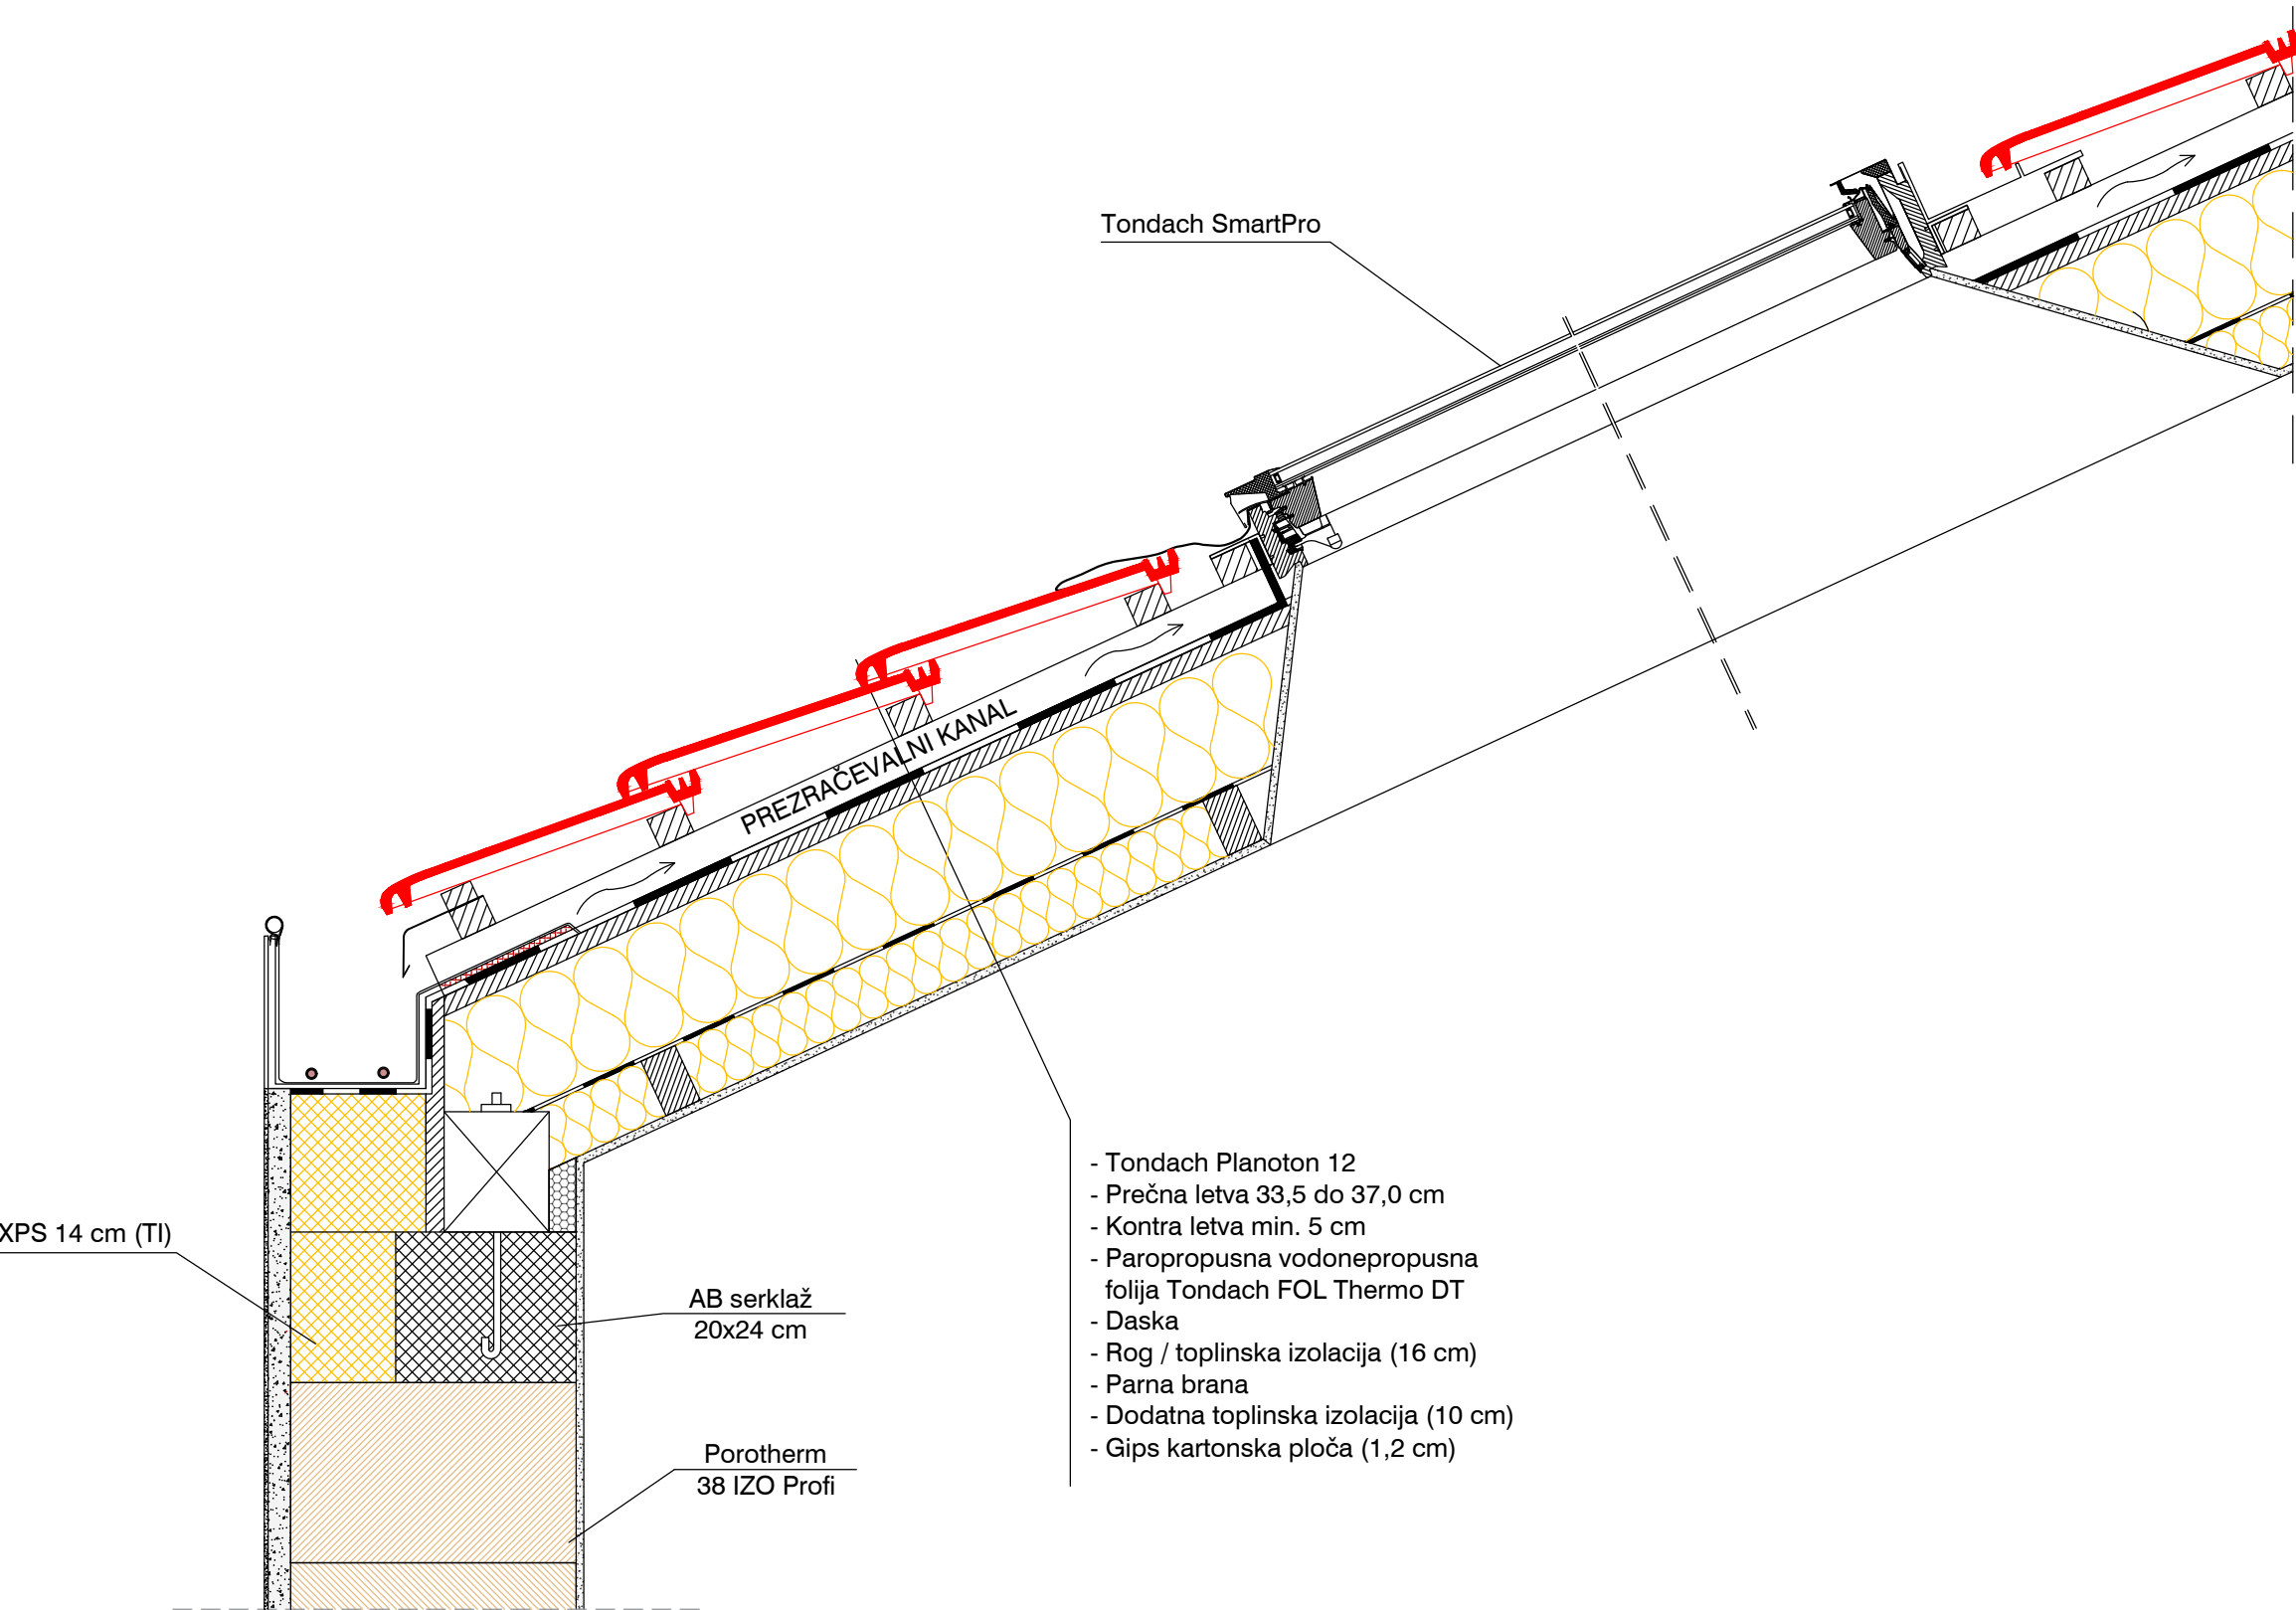 Tondach SmartPro
PREZRAČEVALNI KANAL
- Tondach Planoton 12
- Prečna letva 33,5 do 37,0 cm
- Kontra letva min. 5 cm
- Paropropusna vodonepropusna
folija Tondach FOL Thermo DT
- Daska
- Rog / toplinska izolacija (16 cm)
- Parna brana
- Dodatna toplinska izolacija (10 cm)
- Gips kartonska ploča (1,2 cm)
XPS 14 cm (TI)
AB serklaž
20x24 cm
Porotherm
38 IZO Profi